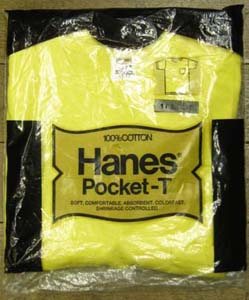 100% COTTON
Hanes
Pocket-T
SOFT, COMFORTABLE, ABSORBENT, COLORFAST,
SHRINKAGE CONTROLLED.